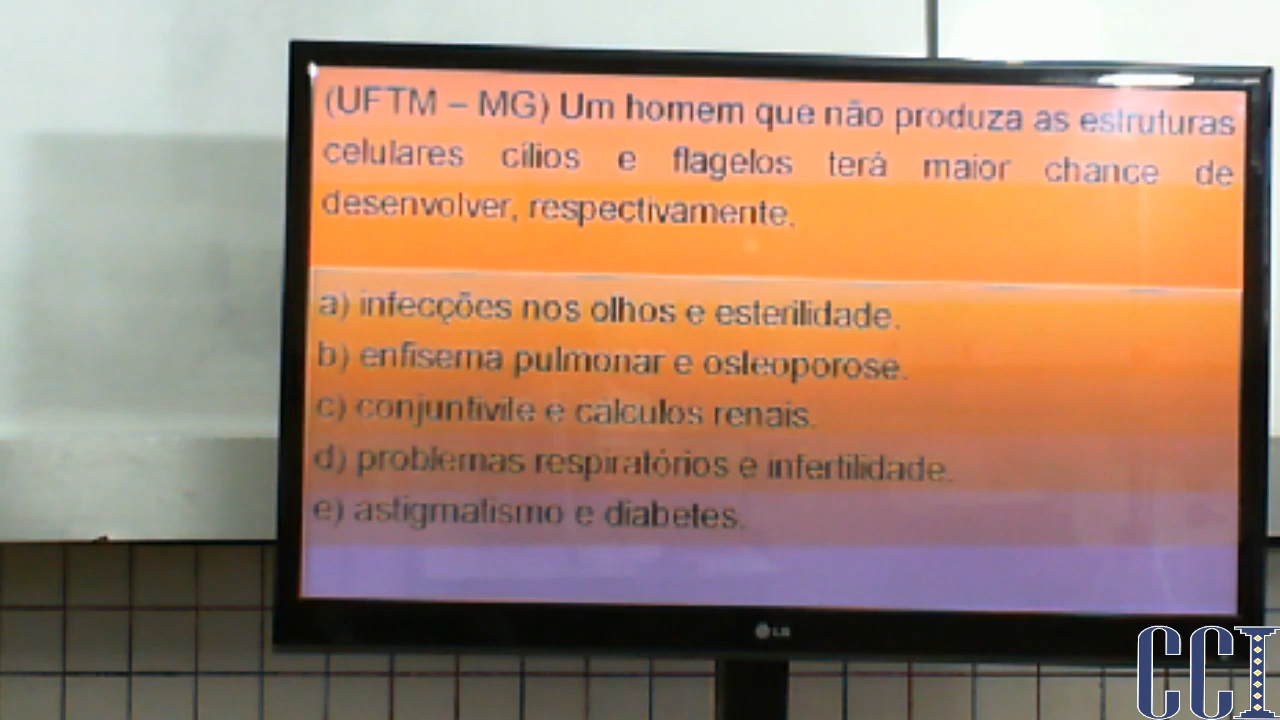 (UFTM – MG) Um homem que não produza as estruturas
celulares cílios e flagelos terá maior chance de
desenvolver, respectivamente,
a) infecções nos olhos e esterilidade.
b) enfisema pulmonar e osteoporose.
c) conjuntivite e cálculos renais.
d) problemas respiratórios e infertilidade.
e) astigmatismo e diabetes.
LG
CCI